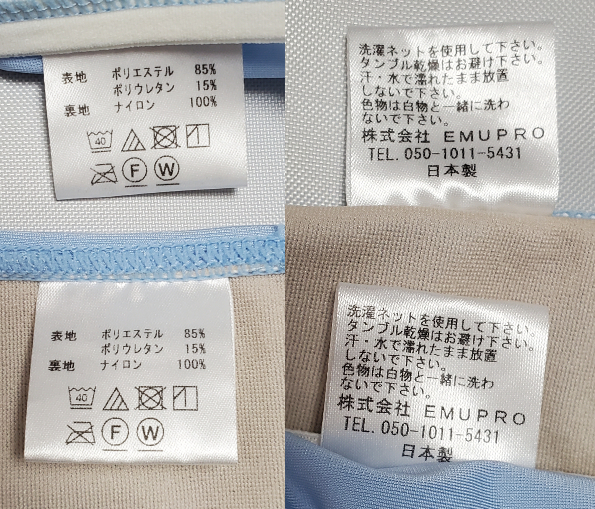 表地 ポリエステル 85%
ポリウレタン 15%
裏地 ナイロン 100%
40
F W
洗濯ネットを使用して下さい。
タンブル乾燥はお避け下さい。
汗・水で濡れたまま放置
しないで下さい。
色物は白物と一緒に洗わ
ないで下さい。
株式会社 EMUPRO
TEL. 050-1011-5431
日本製
表地 ポリエステル 85%
ポリウレタン 15%
裏地 ナイロン 100%
40
F W
洗濯ネットを使用して下さい。
タンブル乾燥はお避け下さい。
汗・水で濡れたまま放置
しないで下さい。
色物は白物と一緒に洗わ
ないで下さい。
株式会社 EMUPRO
TEL. 050-1011-5431
日本製